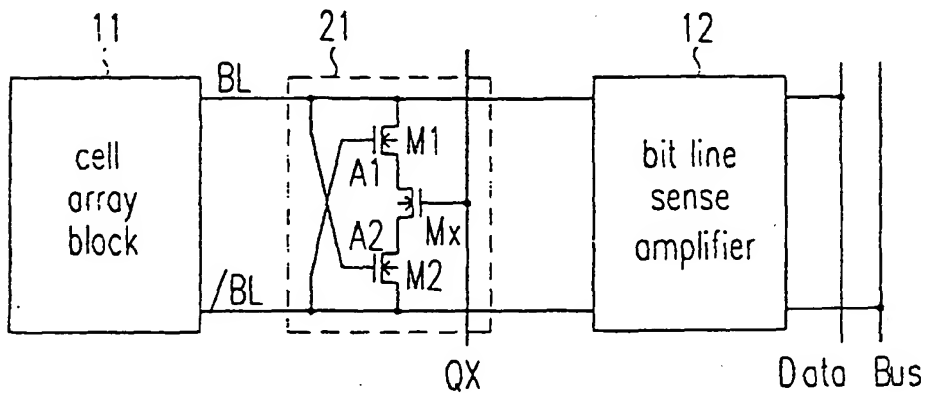 11
21
12
BL
M1
A1
cell
array
block
bit line
sense
amplifier
A2
Mx
M2
/BL
QX
Data Bus